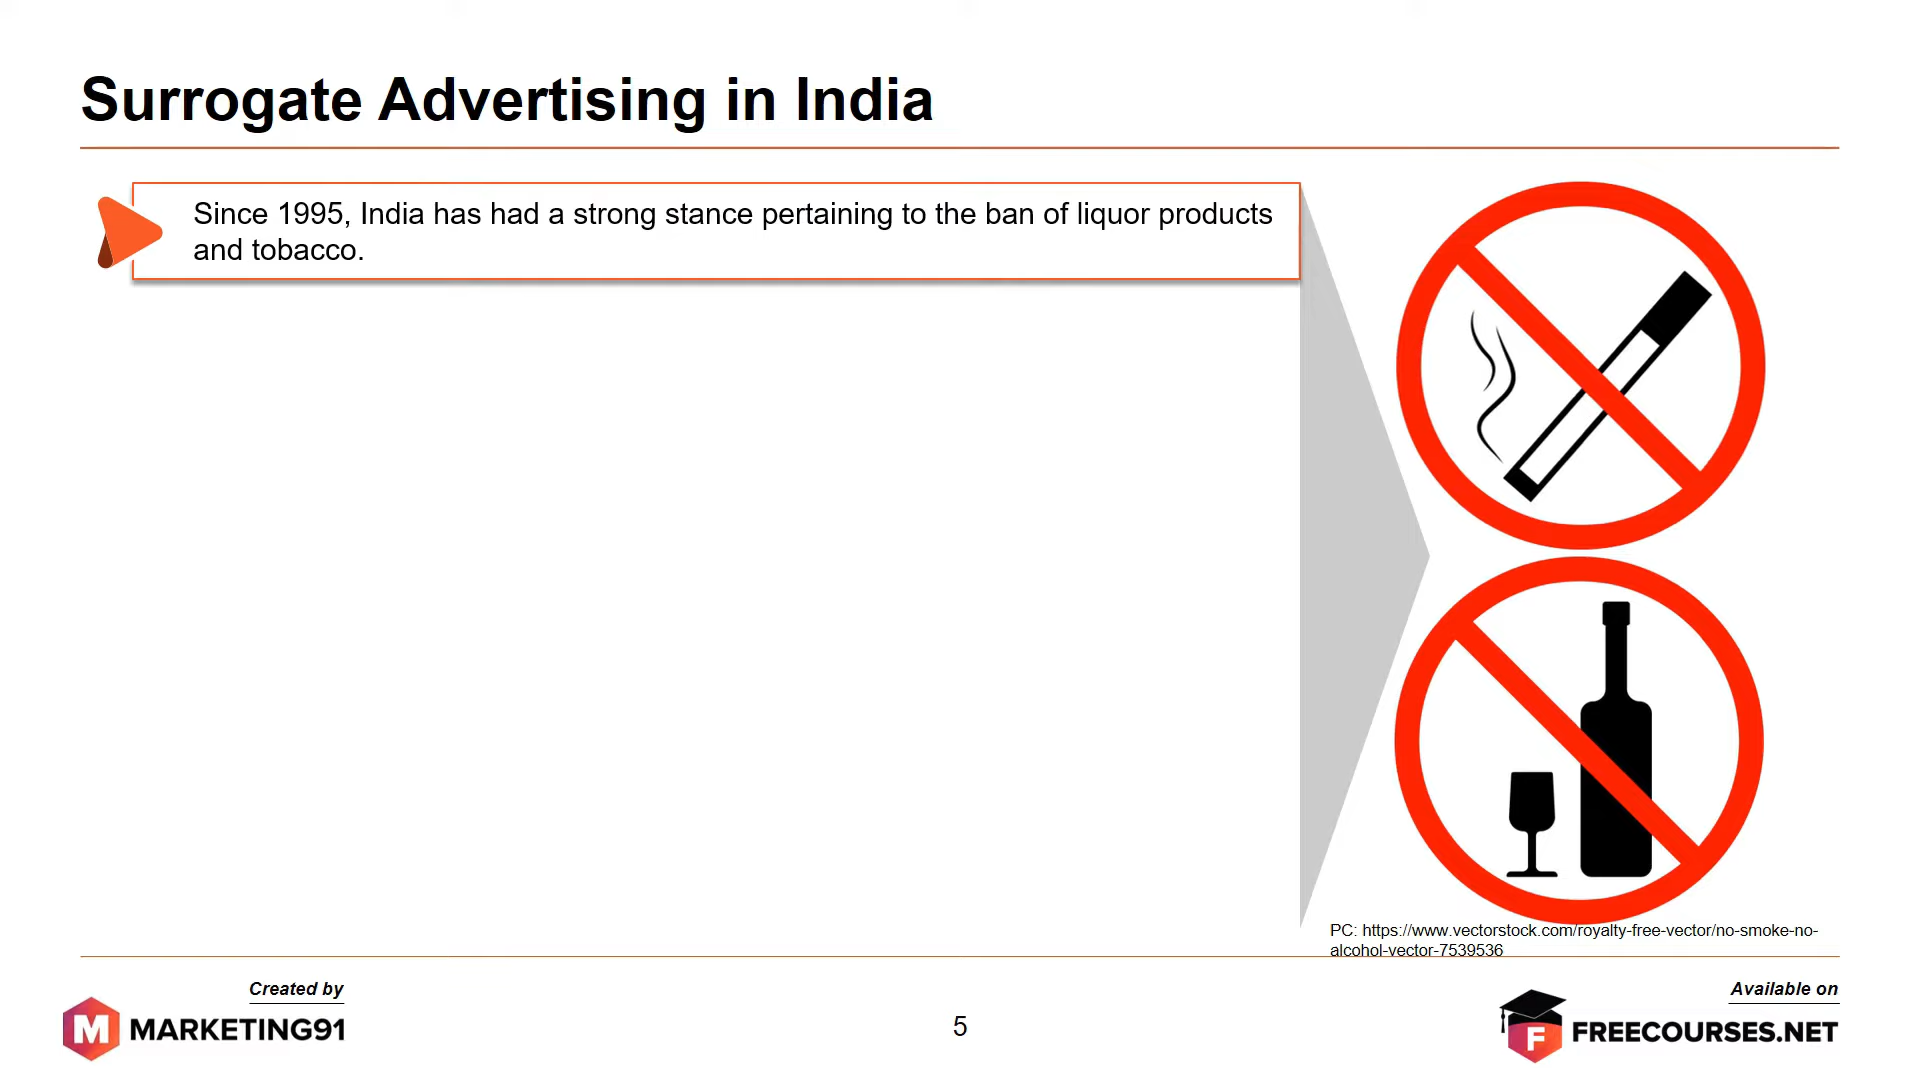 Surrogate Advertising in India
Since 1995, India has had a strong stance pertaining to the ban of liquor products
and tobacco.
PC: https://www.vectorstock.com/royalty-free-vector/no-smoke-no-
alcohol-vector-7539536
Created by
M MARKETING91
5
Available on
F FREECOURSES.NET